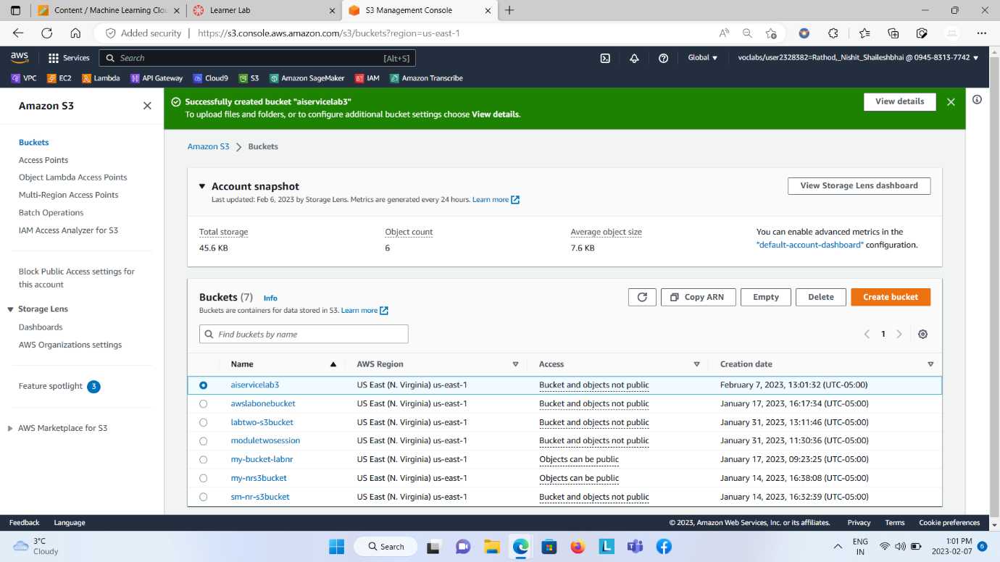 Content / Machine Learning Clou
Learner Lab
S3 Management Console
Added security
https://s3.console.aws.amazon.com/s3/buckets?region=us-east-1
aws
Services
Search
[Alt+S]
Global
voclabs/user2328382=Rathod,_Nishit_Shaileshbhai @ 0945-8313-7742
VPC
EC2
Lambda
API Gateway
Cloud9
S3
Amazon SageMaker
IAM
Amazon Transcribe
Amazon S3
Buckets
Access Points
Object Lambda Access Points
Multi-Region Access Points
Batch Operations
IAM Access Analyzer for S3
Block Public Access settings for
this account
Storage Lens
Dashboards
AWS Organizations settings
Feature spotlight 3
AWS Marketplace for S3
Successfully created bucket "aiservicelab3"
To upload files and folders, or to configure additional bucket settings choose View details.
View details
Amazon S3 > Buckets
Account snapshot
Last updated: Feb 6, 2023 by Storage Lens. Metrics are generated every 24 hours. Learn more
View Storage Lens dashboard
Total storage
45.6 KB
Object count
6
Average object size
7.6 KB
You can enable advanced metrics in the
"default-account-dashboard" configuration.
Buckets (7) Info
Buckets are containers for data stored in S3. Learn more
Copy ARN
Empty
Delete
Create bucket
Find buckets by name
1
Name AWS Region Access Creation date
aiservicelab3 US East (N. Virginia) us-east-1 Bucket and objects not public February 7, 2023, 13:01:32 (UTC-05:00)
awslabonebucket US East (N. Virginia) us-east-1 Bucket and objects not public January 17, 2023, 16:17:34 (UTC-05:00)
labtwo-s3bucket US East (N. Virginia) us-east-1 Bucket and objects not public January 31, 2023, 13:11:46 (UTC-05:00)
moduletwosession US East (N. Virginia) us-east-1 Bucket and objects not public January 31, 2023, 11:30:36 (UTC-05:00)
my-bucket-labnr US East (N. Virginia) us-east-1 Objects can be public January 17, 2023, 09:23:25 (UTC-05:00)
my-nrs3bucket US East (N. Virginia) us-east-1 Objects can be public January 14, 2023, 16:38:08 (UTC-05:00)
sm-nr-s3bucket US East (N. Virginia) us-east-1 Bucket and objects not public January 14, 2023, 16:32:39 (UTC-05:00)
Feedback Language
© 2023, Amazon Web Services, Inc. or its affiliates. Privacy Terms Cookie preferences
3°C
Cloudy
Search
ENG
IN
1:01 PM
2023-02-07
6